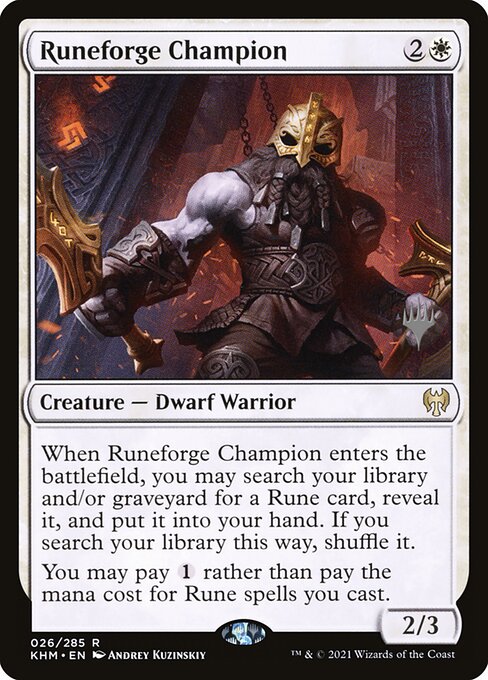 Runeforge Champion 2
Creature — Dwarf Warrior
When Runeforge Champion enters the
battlefield, you may search your library
and/or graveyard for a Rune card, reveal
it, and put it into your hand. If you
search your library this way, shuffle it.
You may pay 1 rather than pay the
mana cost for Rune spells you cast.
2/3
026/285 R
KHM • EN Andrey Kuzinskiy
™ & © 2021 Wizards of the Coast